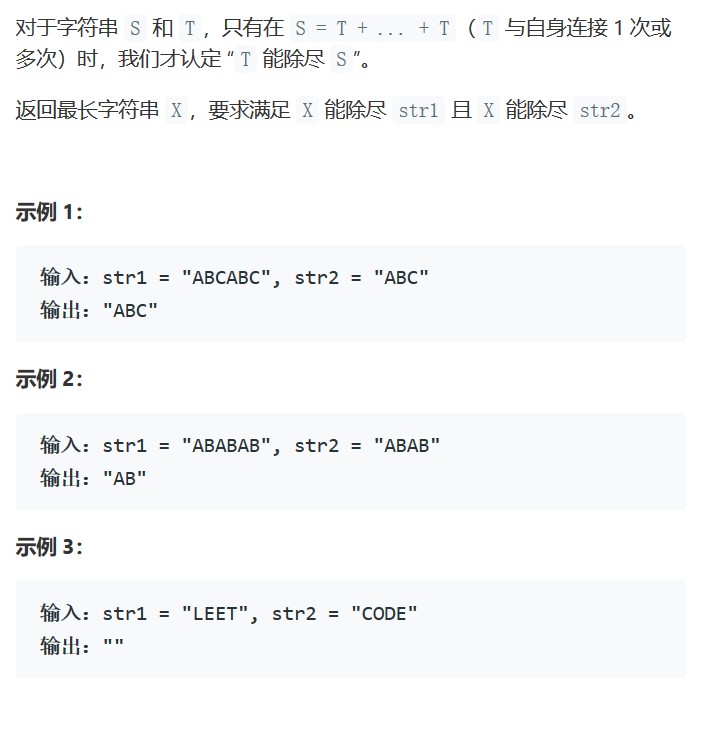 对于字符串 S 和 T，只有在 S = T + ... + T（T 与自身连接 1 次或
多次）时，我们才认定“T 能除尽 S”。
返回最长字符串 X，要求满足 X 能除尽 str1 且 X 能除尽 str2。
示例 1：
输入：str1 = "ABCABC", str2 = "ABC"
输出："ABC"
示例 2：
输入：str1 = "ABABAB", str2 = "ABAB"
输出："AB"
示例 3：
输入：str1 = "LEET", str2 = "CODE"
输出：""